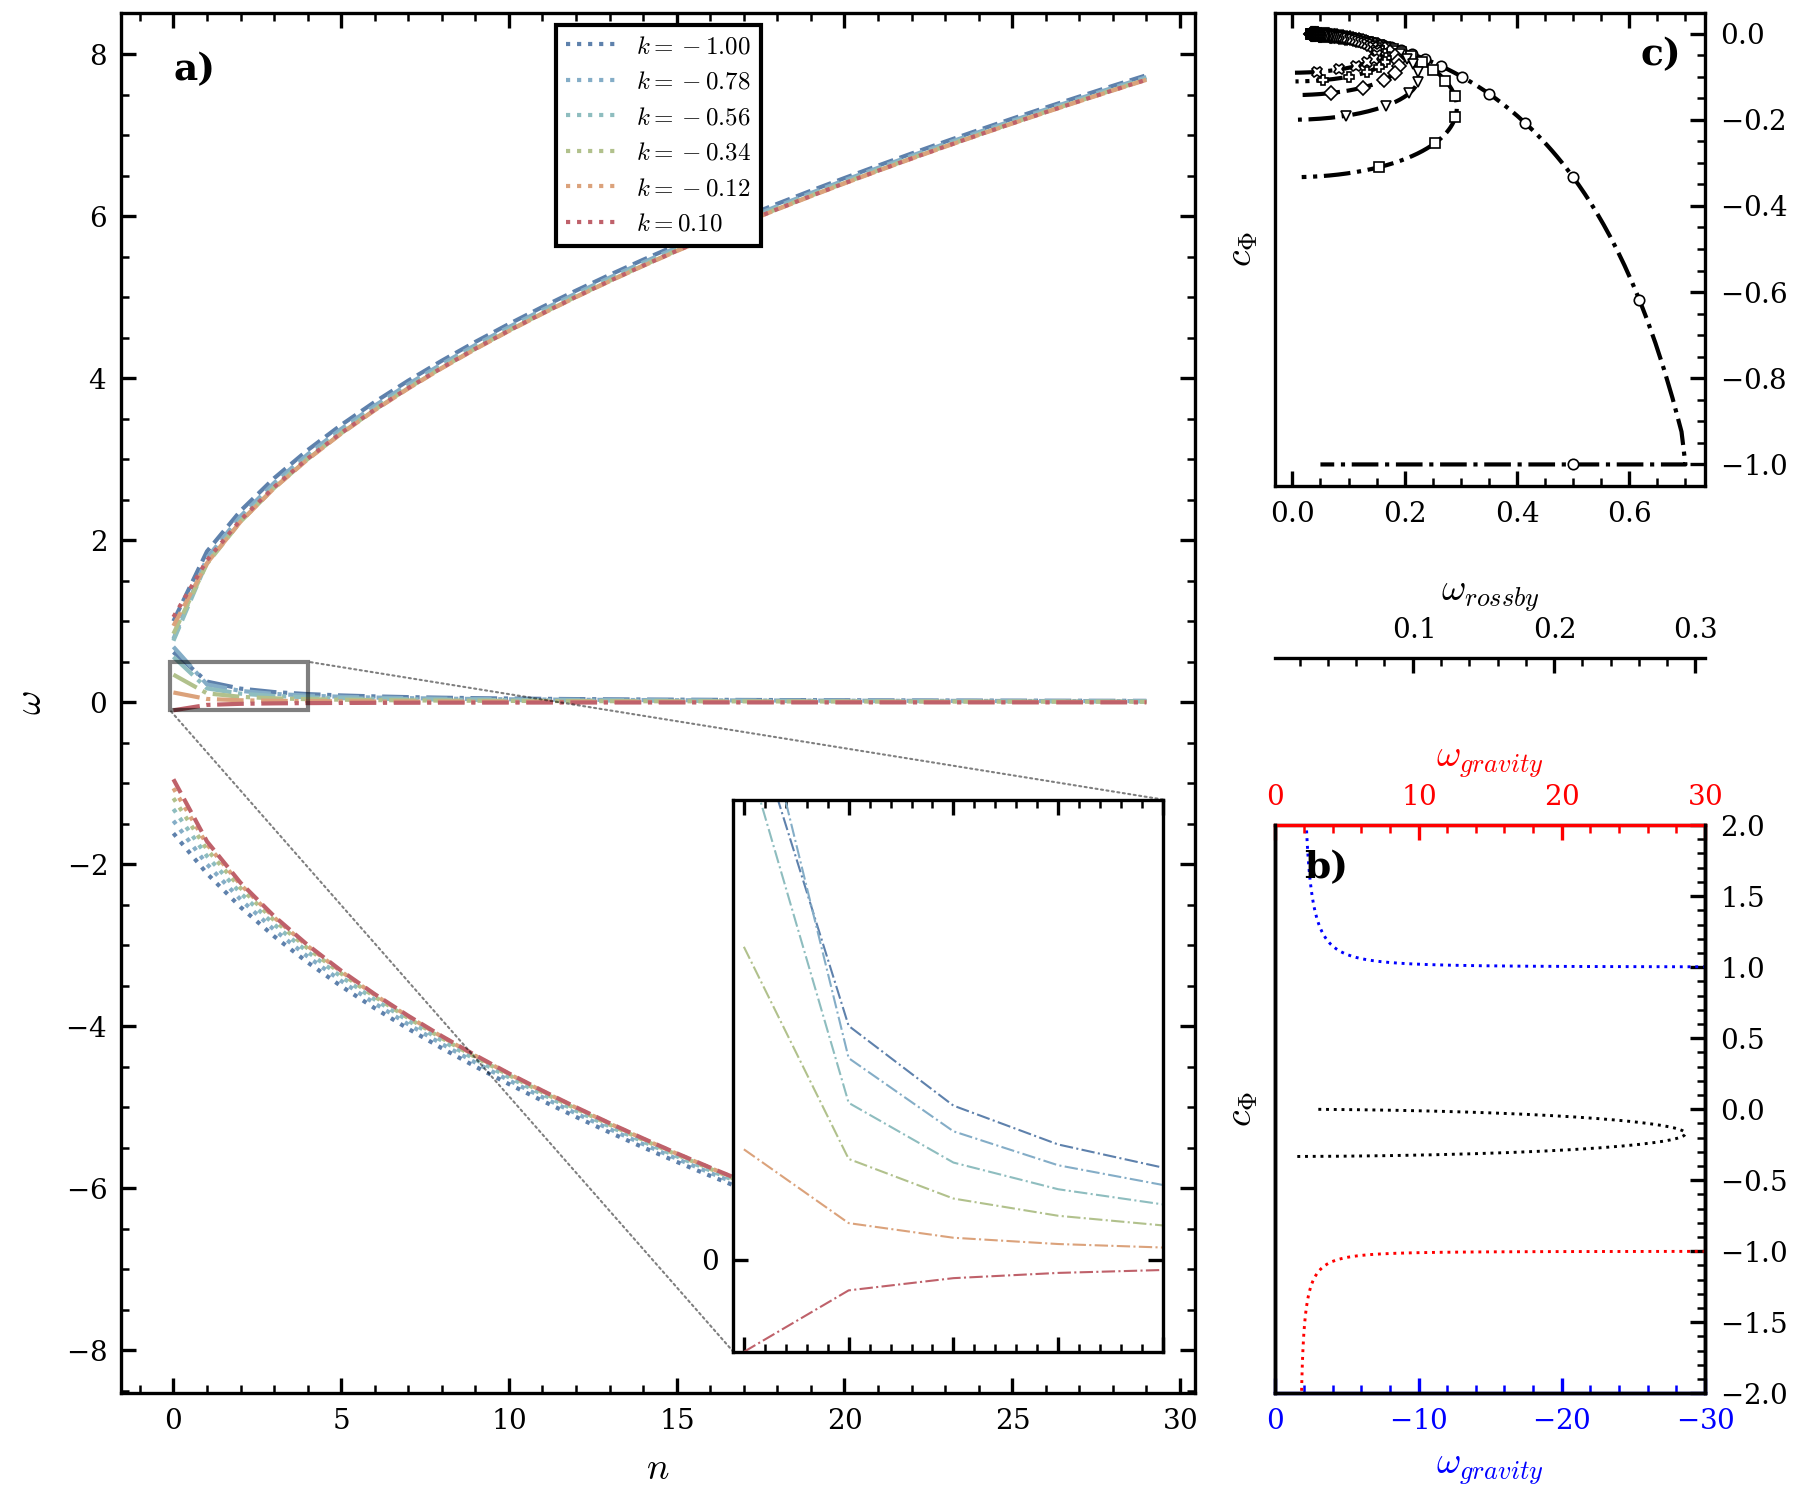 a)
k = −1.00
k = −0.78
k = −0.56
k = −0.34
k = −0.12
k = 0.10
8
6
4
2
0
−2
−4
−6
−8
ω
0 5 10 15 20 25 30
n
0
c)
0.0
−0.2
−0.4
−0.6
−0.8
−1.0
c_Φ
0.0 0.2 0.4 0.6
ω_rossby
0.1 0.2 0.3
ω_gravity
0 10 20 30
b)
2.0
1.5
1.0
0.5
0.0
−0.5
−1.0
−1.5
−2.0
c_Φ
0 −10 −20 −30
ω_gravity